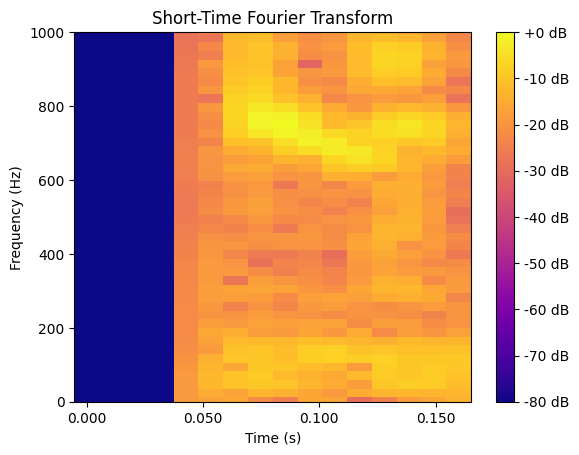 Short-Time Fourier Transform
Frequency (Hz)
1000
800
600
400
200
0
0.000
0.050
0.100
0.150
Time (s)
+0 dB
-10 dB
-20 dB
-30 dB
-40 dB
-50 dB
-60 dB
-70 dB
-80 dB